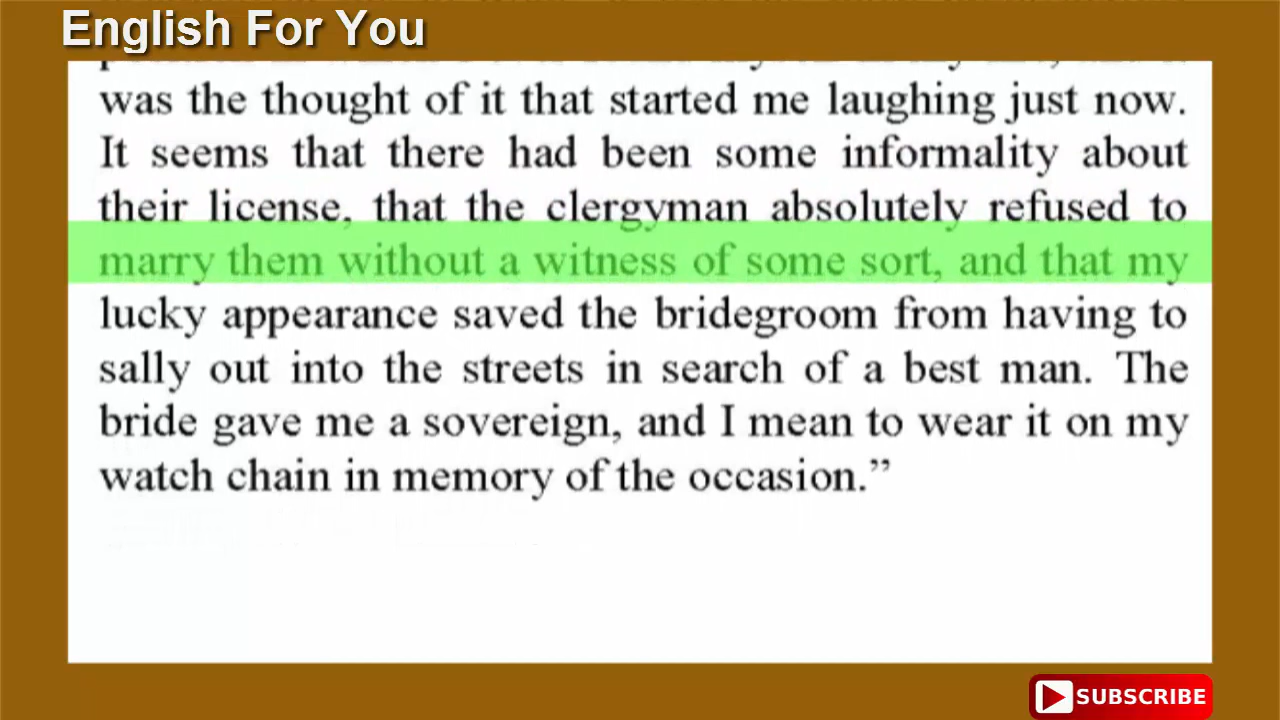 English For You
was the thought of it that started me laughing just now.
It seems that there had been some informality about
their license, that the clergyman absolutely refused to
marry them without a witness of some sort, and that my
lucky appearance saved the bridegroom from having to
sally out into the streets in search of a best man. The
bride gave me a sovereign, and I mean to wear it on my
watch chain in memory of the occasion.”
SUBSCRIBE